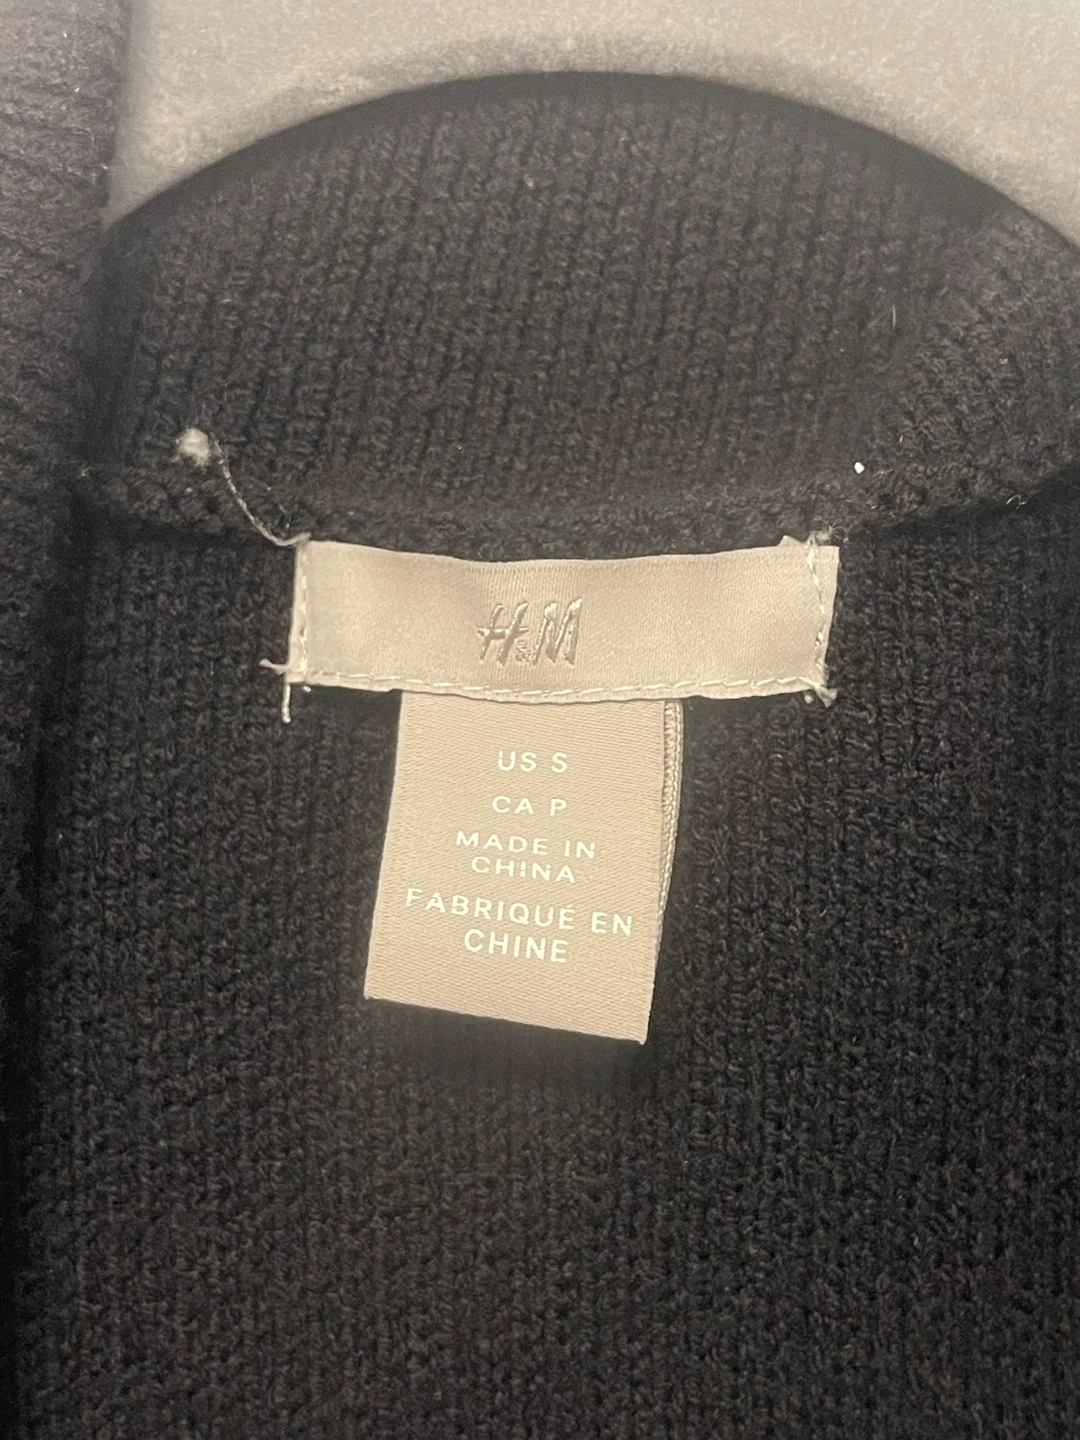 H&M
US S
CA P
MADE IN
CHINA
FABRIQUÉ EN
CHINE